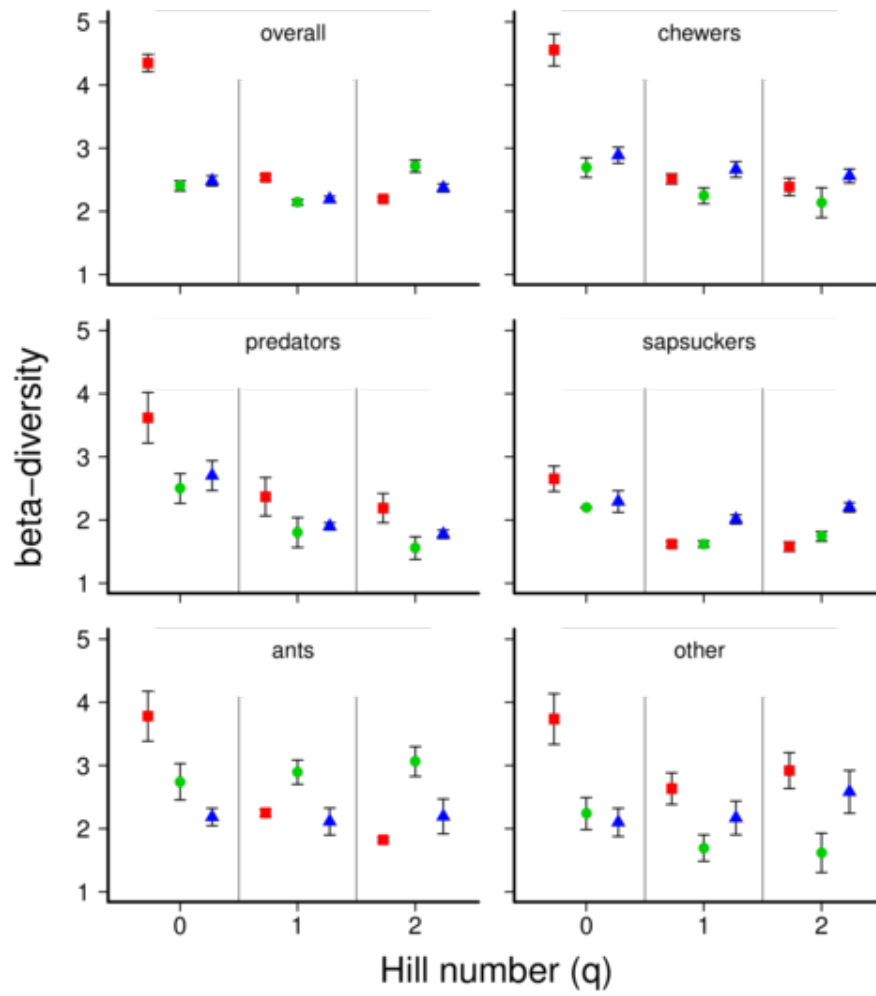 overall
chewers
5
4
3
2
1
predators
sapsuckers
5
4
3
2
1
ants
other
5
4
3
2
1
0 1 2 0 1 2
beta-diversity
Hill number (q)